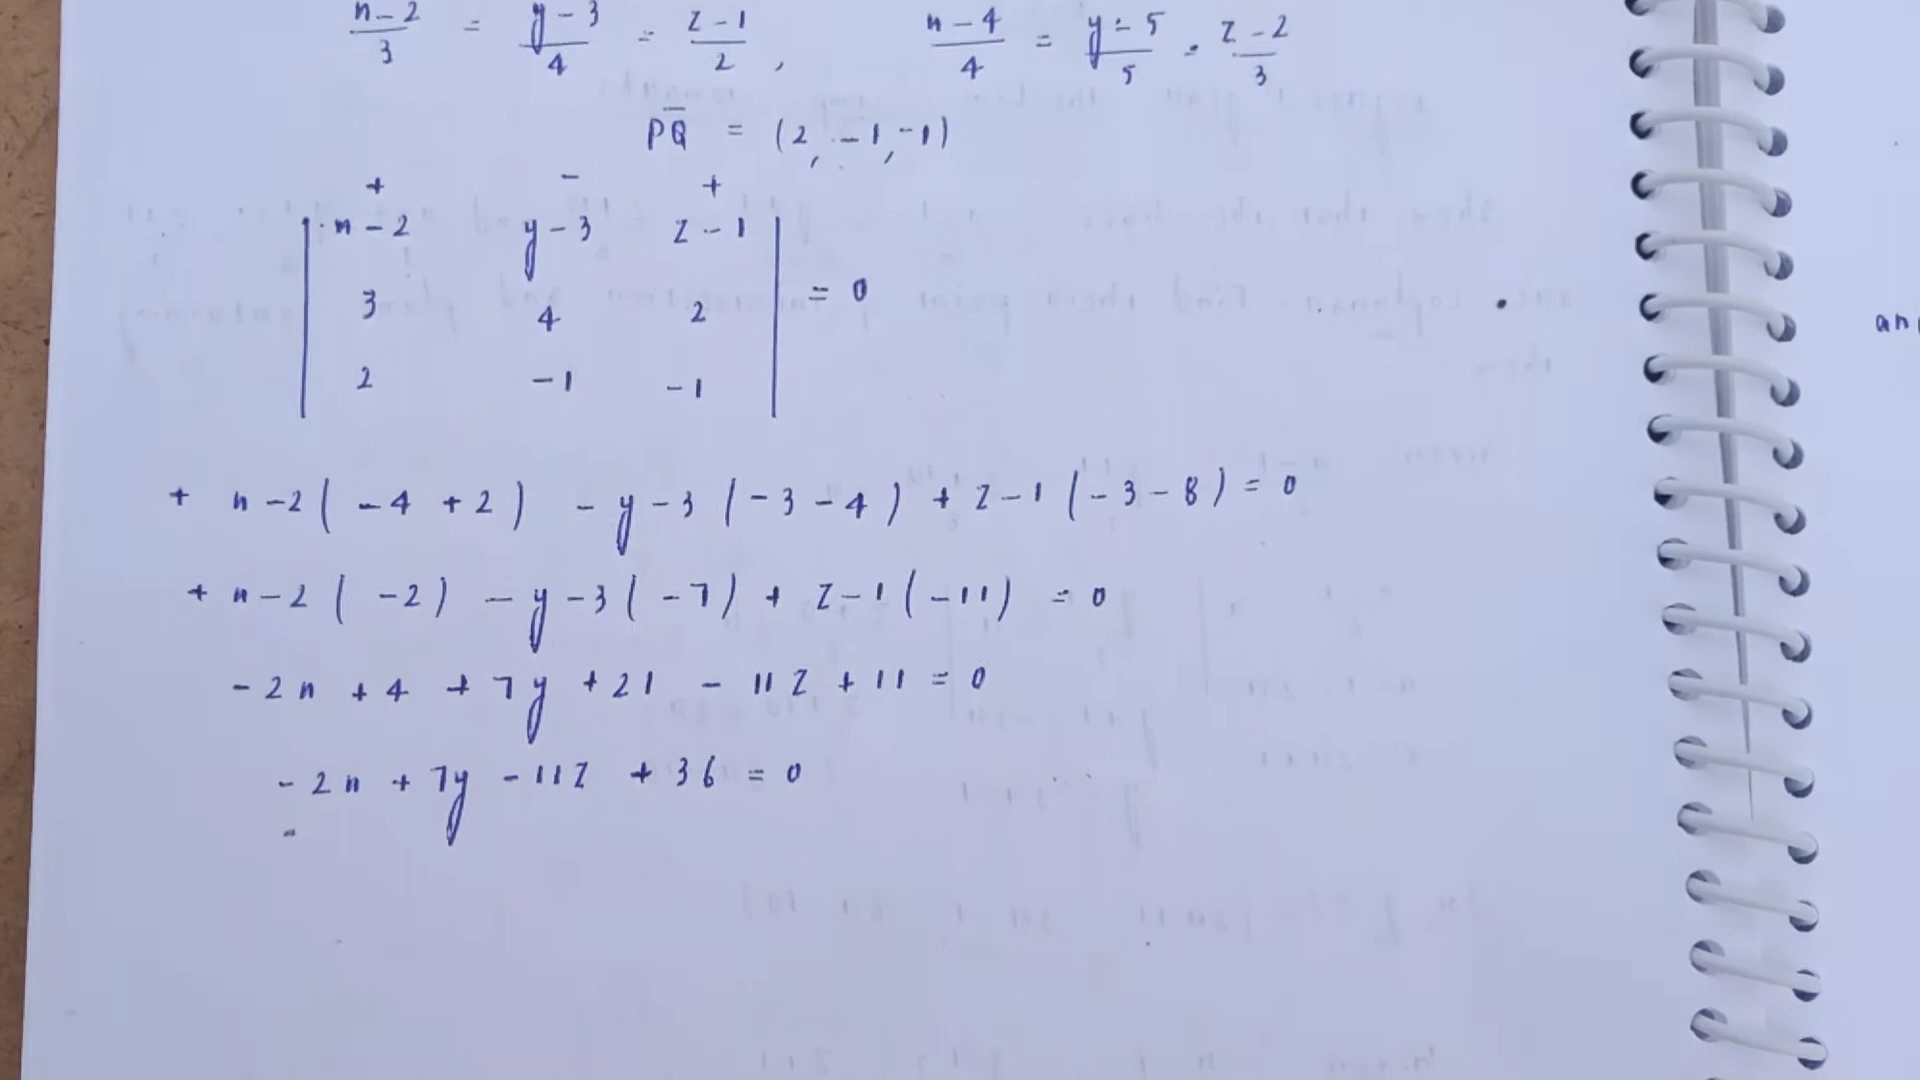 n-2/3 = y-3/4 = z-1/2 , n-4/4 = y-5/5 = z-2/3
PQ = (2, -1, -1)
+ - +
n-2 y-3 z-1
3 4 2 = 0
2 -1 -1
+ n-2 ( -4 + 2 ) - y-3 ( -3 - 4 ) + z-1 ( -3 - 8 ) = 0
+ n-2 ( -2 ) - y-3 ( -7 ) + z-1 ( -11 ) = 0
- 2n + 4 + 7y + 21 - 11z + 11 = 0
- 2n + 7y - 11z + 36 = 0